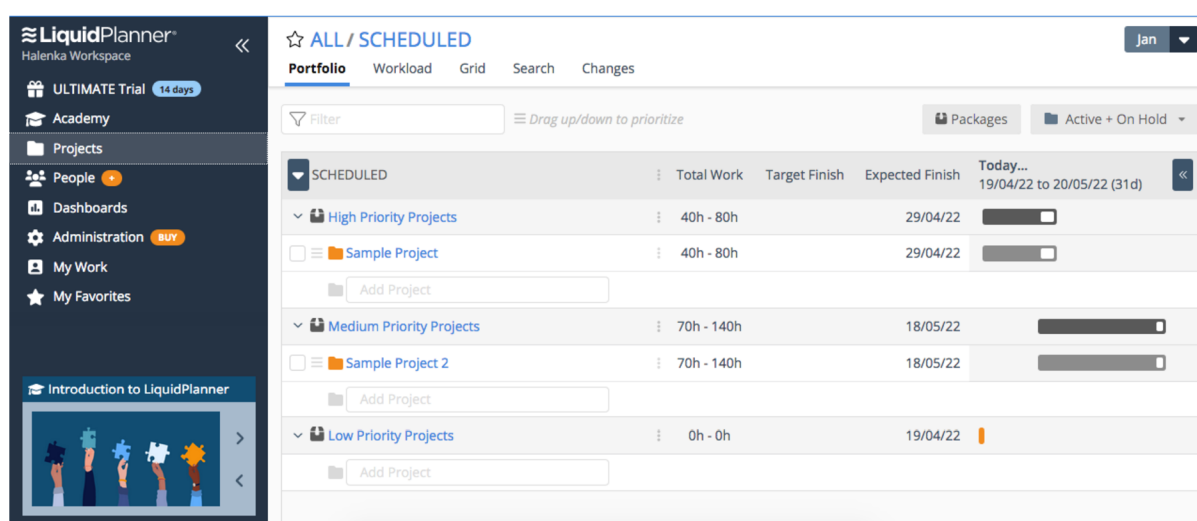 LiquidPlanner
Halenka Workspace
ULTIMATE Trial 14 days
Academy
Projects
People +
Dashboards
Administration BUY
My Work
My Favorites
Introduction to LiquidPlanner
ALL / SCHEDULED
Jan
Portfolio Workload Grid Search Changes
Filter
Drag up/down to prioritize
Packages
Active + On Hold
SCHEDULED Total Work Target Finish Expected Finish Today...
19/04/22 to 20/05/22 (31d)
High Priority Projects 40h - 80h 29/04/22
Sample Project 40h - 80h 29/04/22
Add Project
Medium Priority Projects 70h - 140h 18/05/22
Sample Project 2 70h - 140h 18/05/22
Add Project
Low Priority Projects 0h - 0h 19/04/22
Add Project